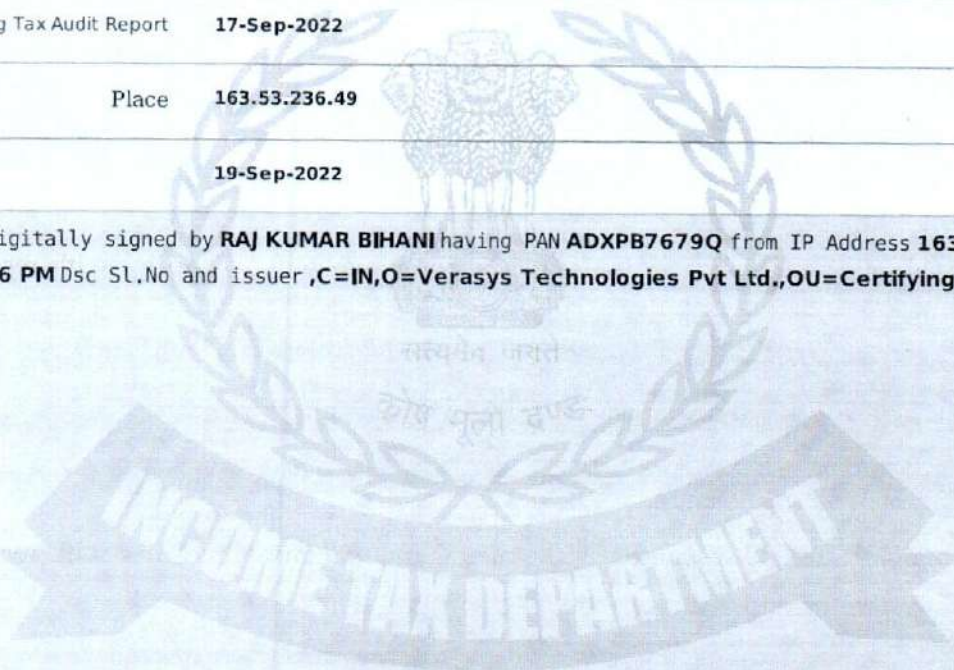 g Tax Audit Report 17-Sep-2022
Place 163.53.236.49
19-Sep-2022
igitally signed by RAJ KUMAR BIHANI having PAN ADXPB7679Q from IP Address 163
6 PM Dsc Sl.No and issuer ,C=IN,O=Verasys Technologies Pvt Ltd.,OU=Certifying
सत्यमेव जयते
कोष मूलो दण्ड
INCOME TAX DEPARTMENT